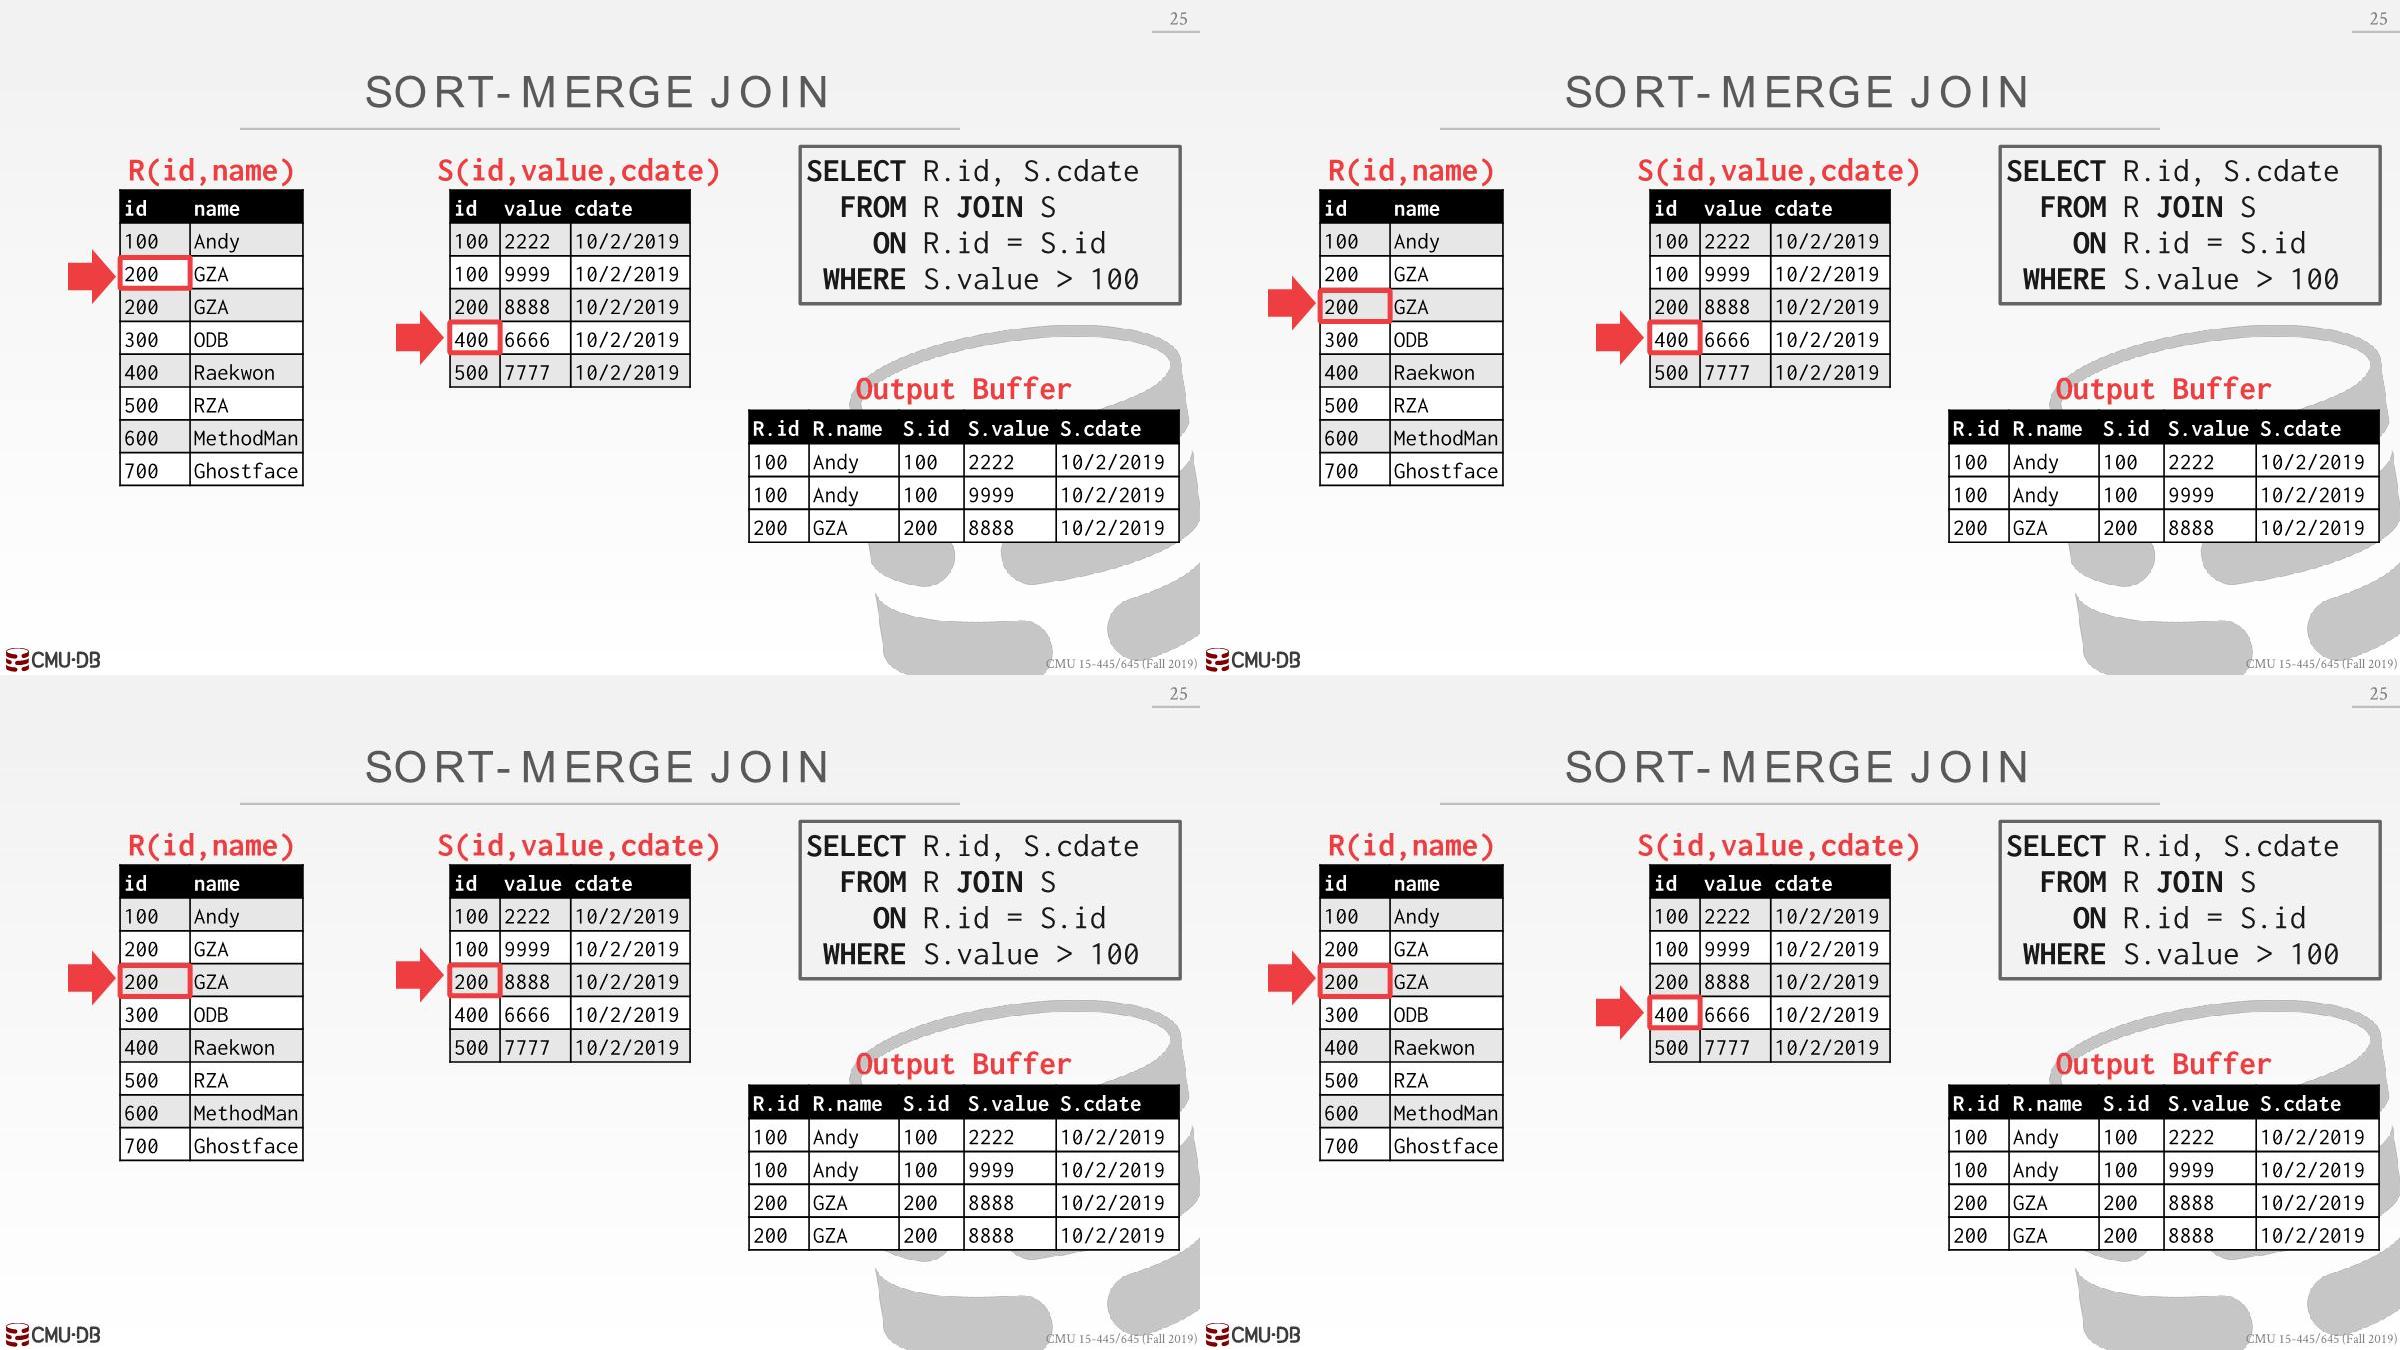 25
SORT-MERGE JOIN
R(id,name)
id name
100 Andy
200 GZA
200 GZA
300 ODB
400 Raekwon
500 RZA
600 MethodMan
700 Ghostface
S(id,value,cdate)
id value cdate
100 2222 10/2/2019
100 9999 10/2/2019
200 8888 10/2/2019
400 6666 10/2/2019
500 7777 10/2/2019
SELECT R.id, S.cdate
FROM R JOIN S
ON R.id = S.id
WHERE S.value > 100
Output Buffer
R.id R.name S.id S.value S.cdate
100 Andy 100 2222 10/2/2019
100 Andy 100 9999 10/2/2019
200 GZA 200 8888 10/2/2019
CMU·DB
CMU 15-445/645 (Fall 2019)
25
SORT-MERGE JOIN
R(id,name)
id name
100 Andy
200 GZA
200 GZA
300 ODB
400 Raekwon
500 RZA
600 MethodMan
700 Ghostface
S(id,value,cdate)
id value cdate
100 2222 10/2/2019
100 9999 10/2/2019
200 8888 10/2/2019
400 6666 10/2/2019
500 7777 10/2/2019
SELECT R.id, S.cdate
FROM R JOIN S
ON R.id = S.id
WHERE S.value > 100
Output Buffer
R.id R.name S.id S.value S.cdate
100 Andy 100 2222 10/2/2019
100 Andy 100 9999 10/2/2019
200 GZA 200 8888 10/2/2019
CMU·DB
CMU 15-445/645 (Fall 2019)
25
SORT-MERGE JOIN
R(id,name)
id name
100 Andy
200 GZA
200 GZA
300 ODB
400 Raekwon
500 RZA
600 MethodMan
700 Ghostface
S(id,value,cdate)
id value cdate
100 2222 10/2/2019
100 9999 10/2/2019
200 8888 10/2/2019
400 6666 10/2/2019
500 7777 10/2/2019
SELECT R.id, S.cdate
FROM R JOIN S
ON R.id = S.id
WHERE S.value > 100
Output Buffer
R.id R.name S.id S.value S.cdate
100 Andy 100 2222 10/2/2019
100 Andy 100 9999 10/2/2019
200 GZA 200 8888 10/2/2019
200 GZA 200 8888 10/2/2019
CMU·DB
CMU 15-445/645 (Fall 2019)
25
SORT-MERGE JOIN
R(id,name)
id name
100 Andy
200 GZA
200 GZA
300 ODB
400 Raekwon
500 RZA
600 MethodMan
700 Ghostface
S(id,value,cdate)
id value cdate
100 2222 10/2/2019
100 9999 10/2/2019
200 8888 10/2/2019
400 6666 10/2/2019
500 7777 10/2/2019
SELECT R.id, S.cdate
FROM R JOIN S
ON R.id = S.id
WHERE S.value > 100
Output Buffer
R.id R.name S.id S.value S.cdate
100 Andy 100 2222 10/2/2019
100 Andy 100 9999 10/2/2019
200 GZA 200 8888 10/2/2019
200 GZA 200 8888 10/2/2019
CMU·DB
CMU 15-445/645 (Fall 2019)